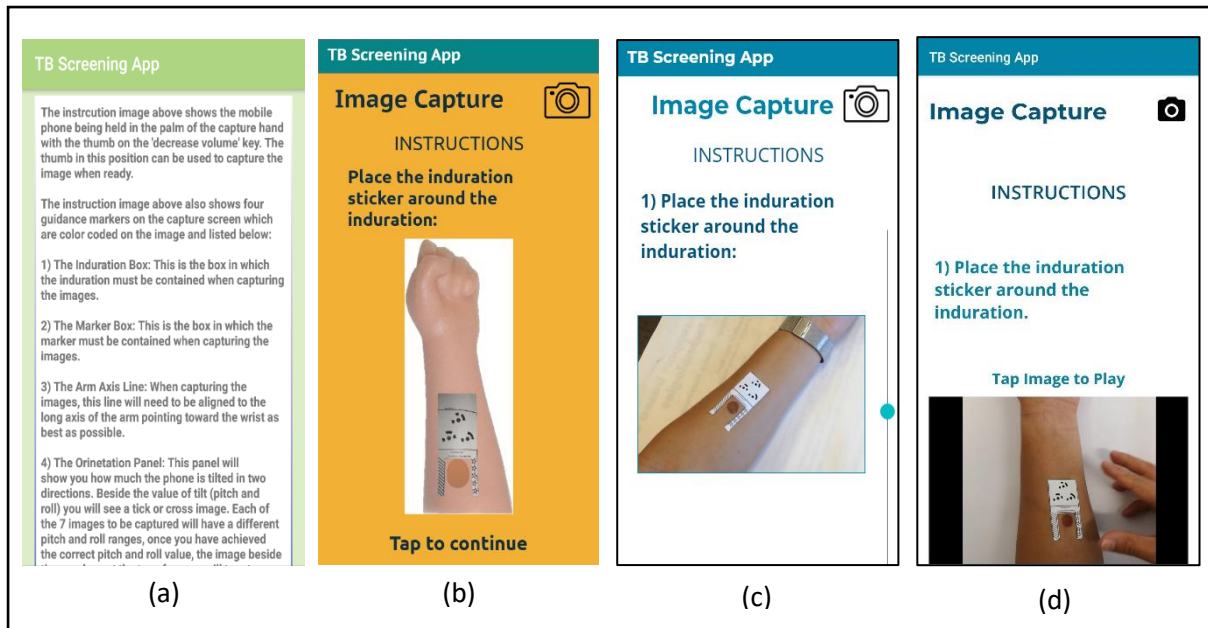 TB Screening App
The instrcution image above shows the mobile
phone being held in the palm of the capture hand
with the thumb on the 'decrease volume' key. The
thumb in this position can be used to capture the
image when ready.
The instruction image above also shows four
guidance markers on the capture screen which
are color coded on the image and listed below:
1) The Induration Box: This is the box in which
the induration must be contained when capturing
the images.
2) The Marker Box: This is the box in which the
marker must be contained when capturing the
images.
3) The Arm Axis Line: When capturing the
images, this line will need to be aligned to the
long axis of the arm pointing toward the wrist as
best as possible.
4) The Orinetation Panel: This panel will
show you how much the phone is tilted in two
directions. Beside the value of tilt (pitch and
roll) you will see a tick or cross image. Each of
the 7 images to be captured will have a different
pitch and roll ranges, once you have achieved
the correct pitch and roll value, the image beside
(a)
TB Screening App
Image Capture
INSTRUCTIONS
Place the induration
sticker around the
induration:
Tap to continue
(b)
TB Screening App
Image Capture
INSTRUCTIONS
1) Place the induration
sticker around the
induration:
(c)
TB Screening App
Image Capture
INSTRUCTIONS
1) Place the induration
sticker around the
induration.
Tap Image to Play
(d)